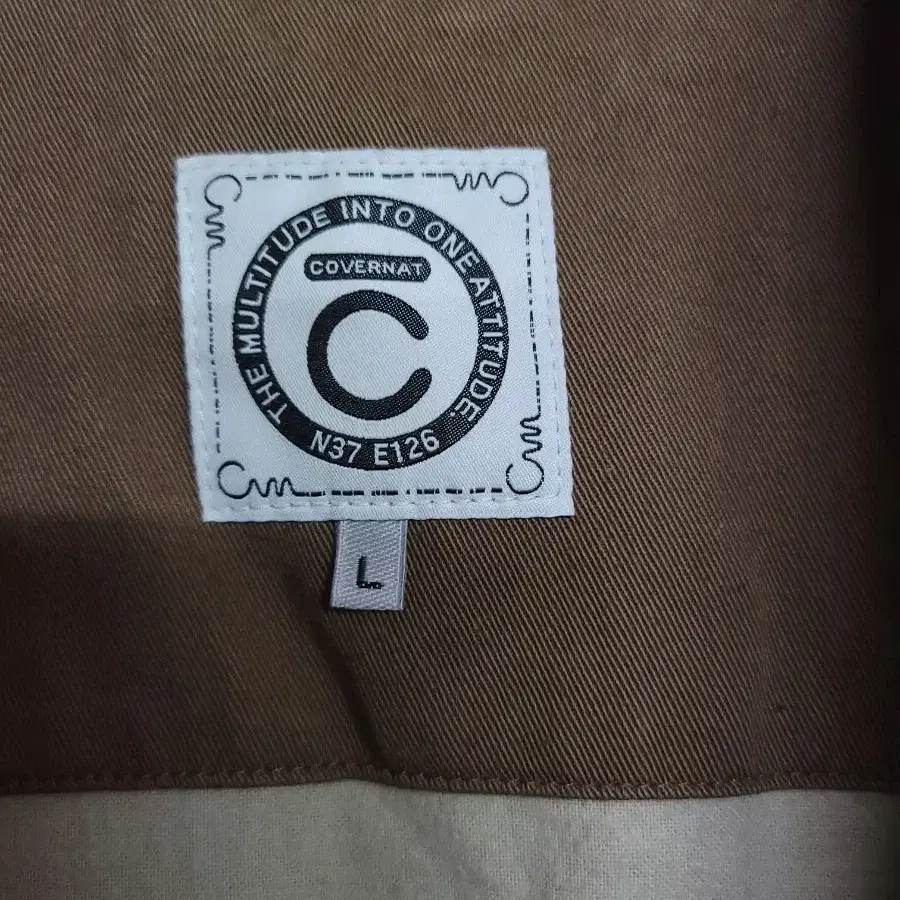 THE MULTITUDE INTO ONE ATTITUDE.
COVERNAT
C
N37 E126
L